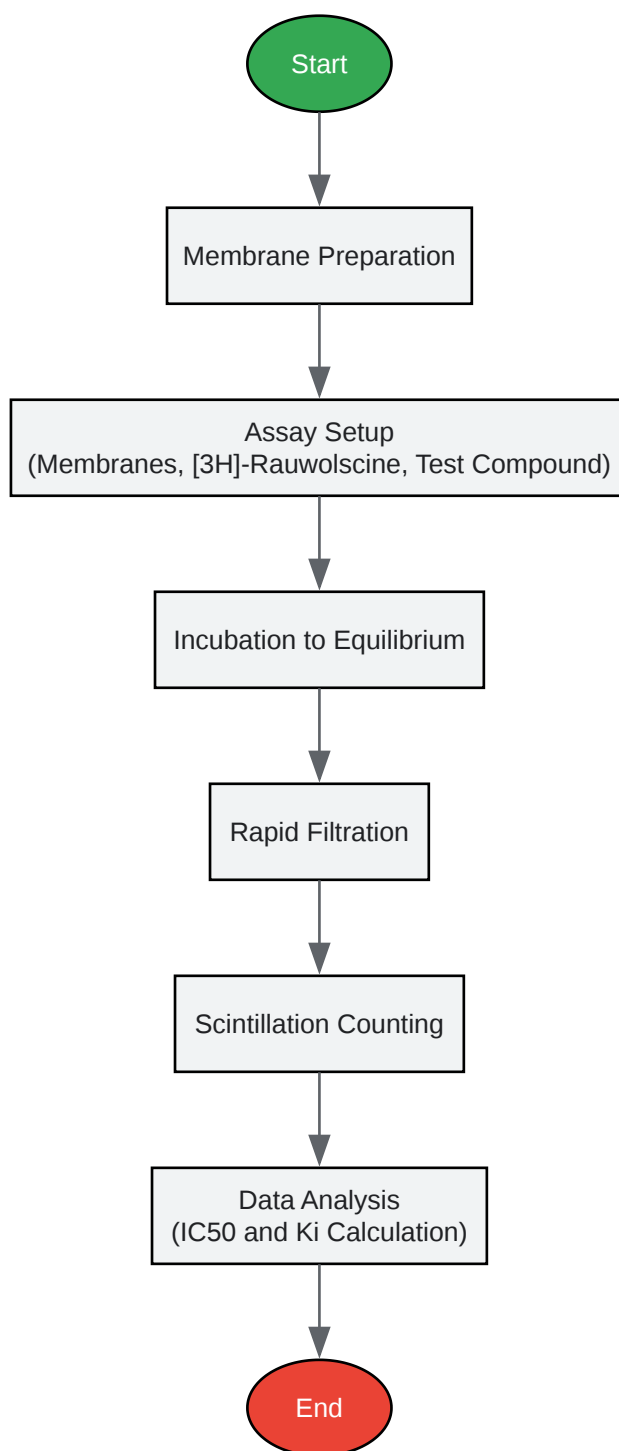 Start
Membrane Preparation
Assay Setup
(Membranes, [3H]-Rauwolscine, Test Compound)
Incubation to Equilibrium
Rapid Filtration
Scintillation Counting
Data Analysis
(IC50 and Ki Calculation)
End